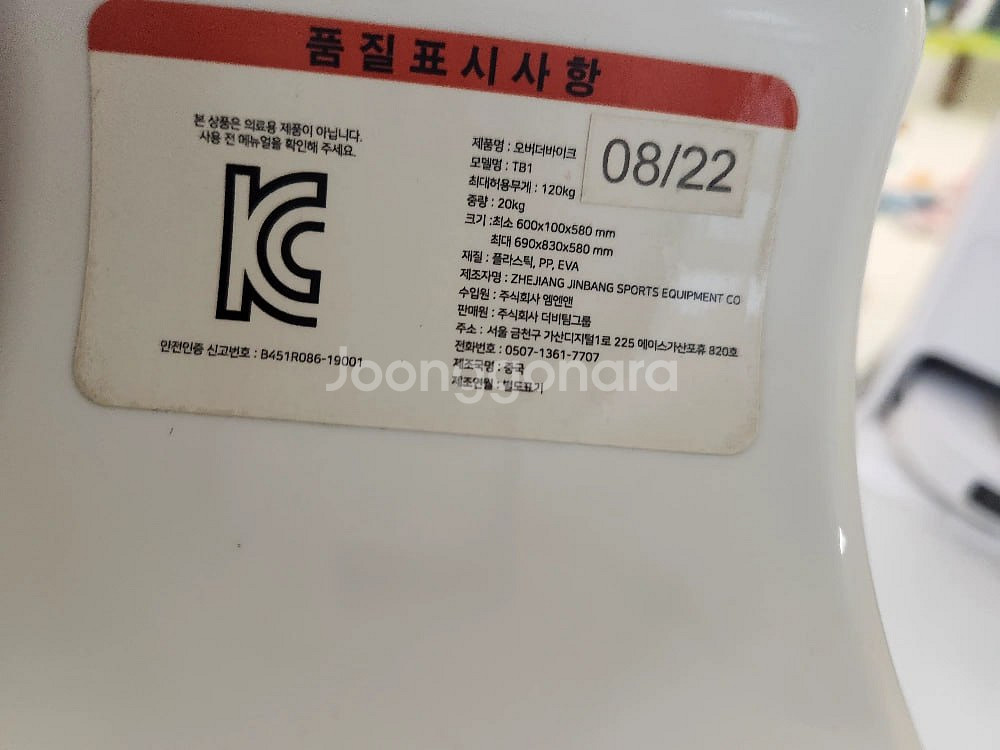 품질표시사항
본 상품은 의료용 제품이 아닙니다.
사용 전 메뉴얼을 확인해 주세요.
안전인증 신고번호 : B451R086-19001
08/22
제품명 : 오버더바이크
모델명 : TB1
최대허용무게 : 120kg
중량 : 20kg
크기 :최소 600x100x580 mm
최대 690x830x580 mm
재질 : 플라스틱, PP, EVA
제조자명 : ZHEJIANG JINBANG SPORTS EQUIPMENT CO
수입원 : 주식회사 엠엔앤
판매원 : 주식회사 더비팀그룹
주소 : 서울 금천구 가산디지털1로 225 에이스가산포휴 820호
전화번호 : 0507-1361-7707
제조국명 : 중국
제조연월 : 별도표기
Joonggonara